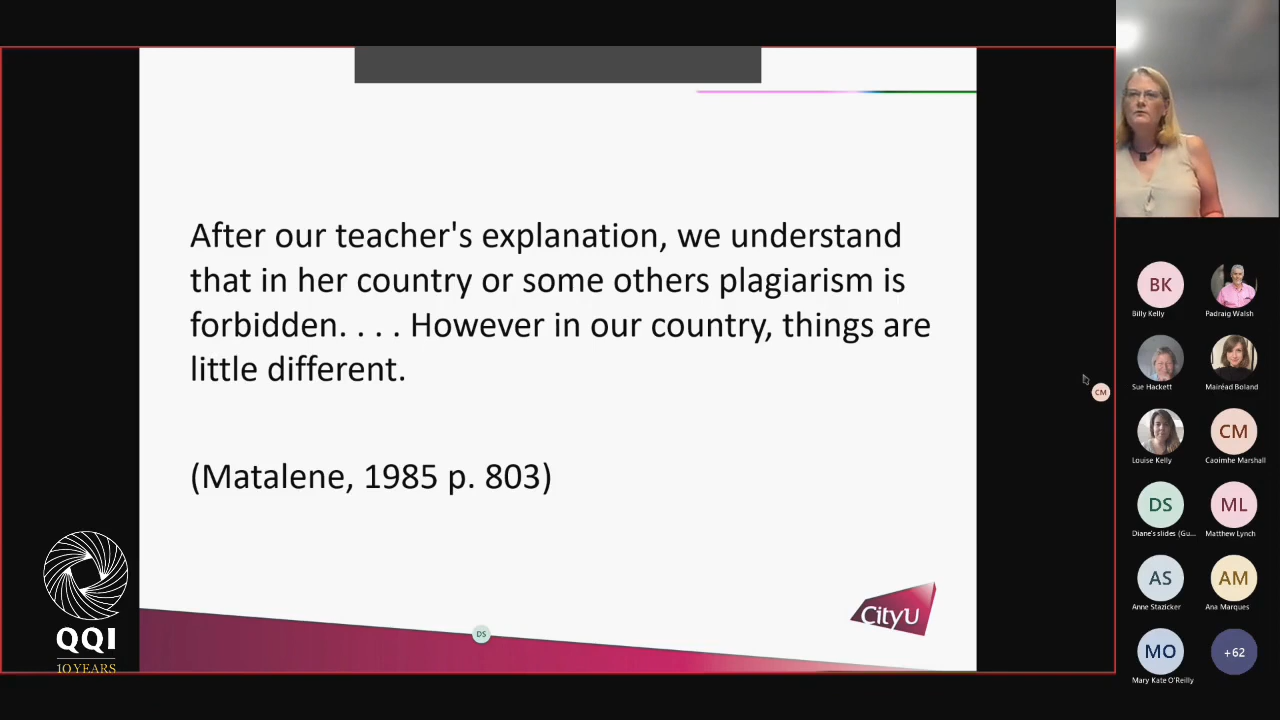 After our teacher's explanation, we understand
that in her country or some others plagiarism is
forbidden. . . . However in our country, things are
little different.
(Matalene, 1985 p. 803)
CityU
QQI
10 YEARS
DS
CM
BK
Billy Kelly
Padraig Walsh
Sue Hackett
Mairéad Boland
Louise Kelly
CM
Caoimhe Marshall
DS
Diane's slides (Gu...
ML
Matthew Lynch
AS
Anne Stazicker
AM
Ana Marques
MO
Mary Kate O'Reilly
+62